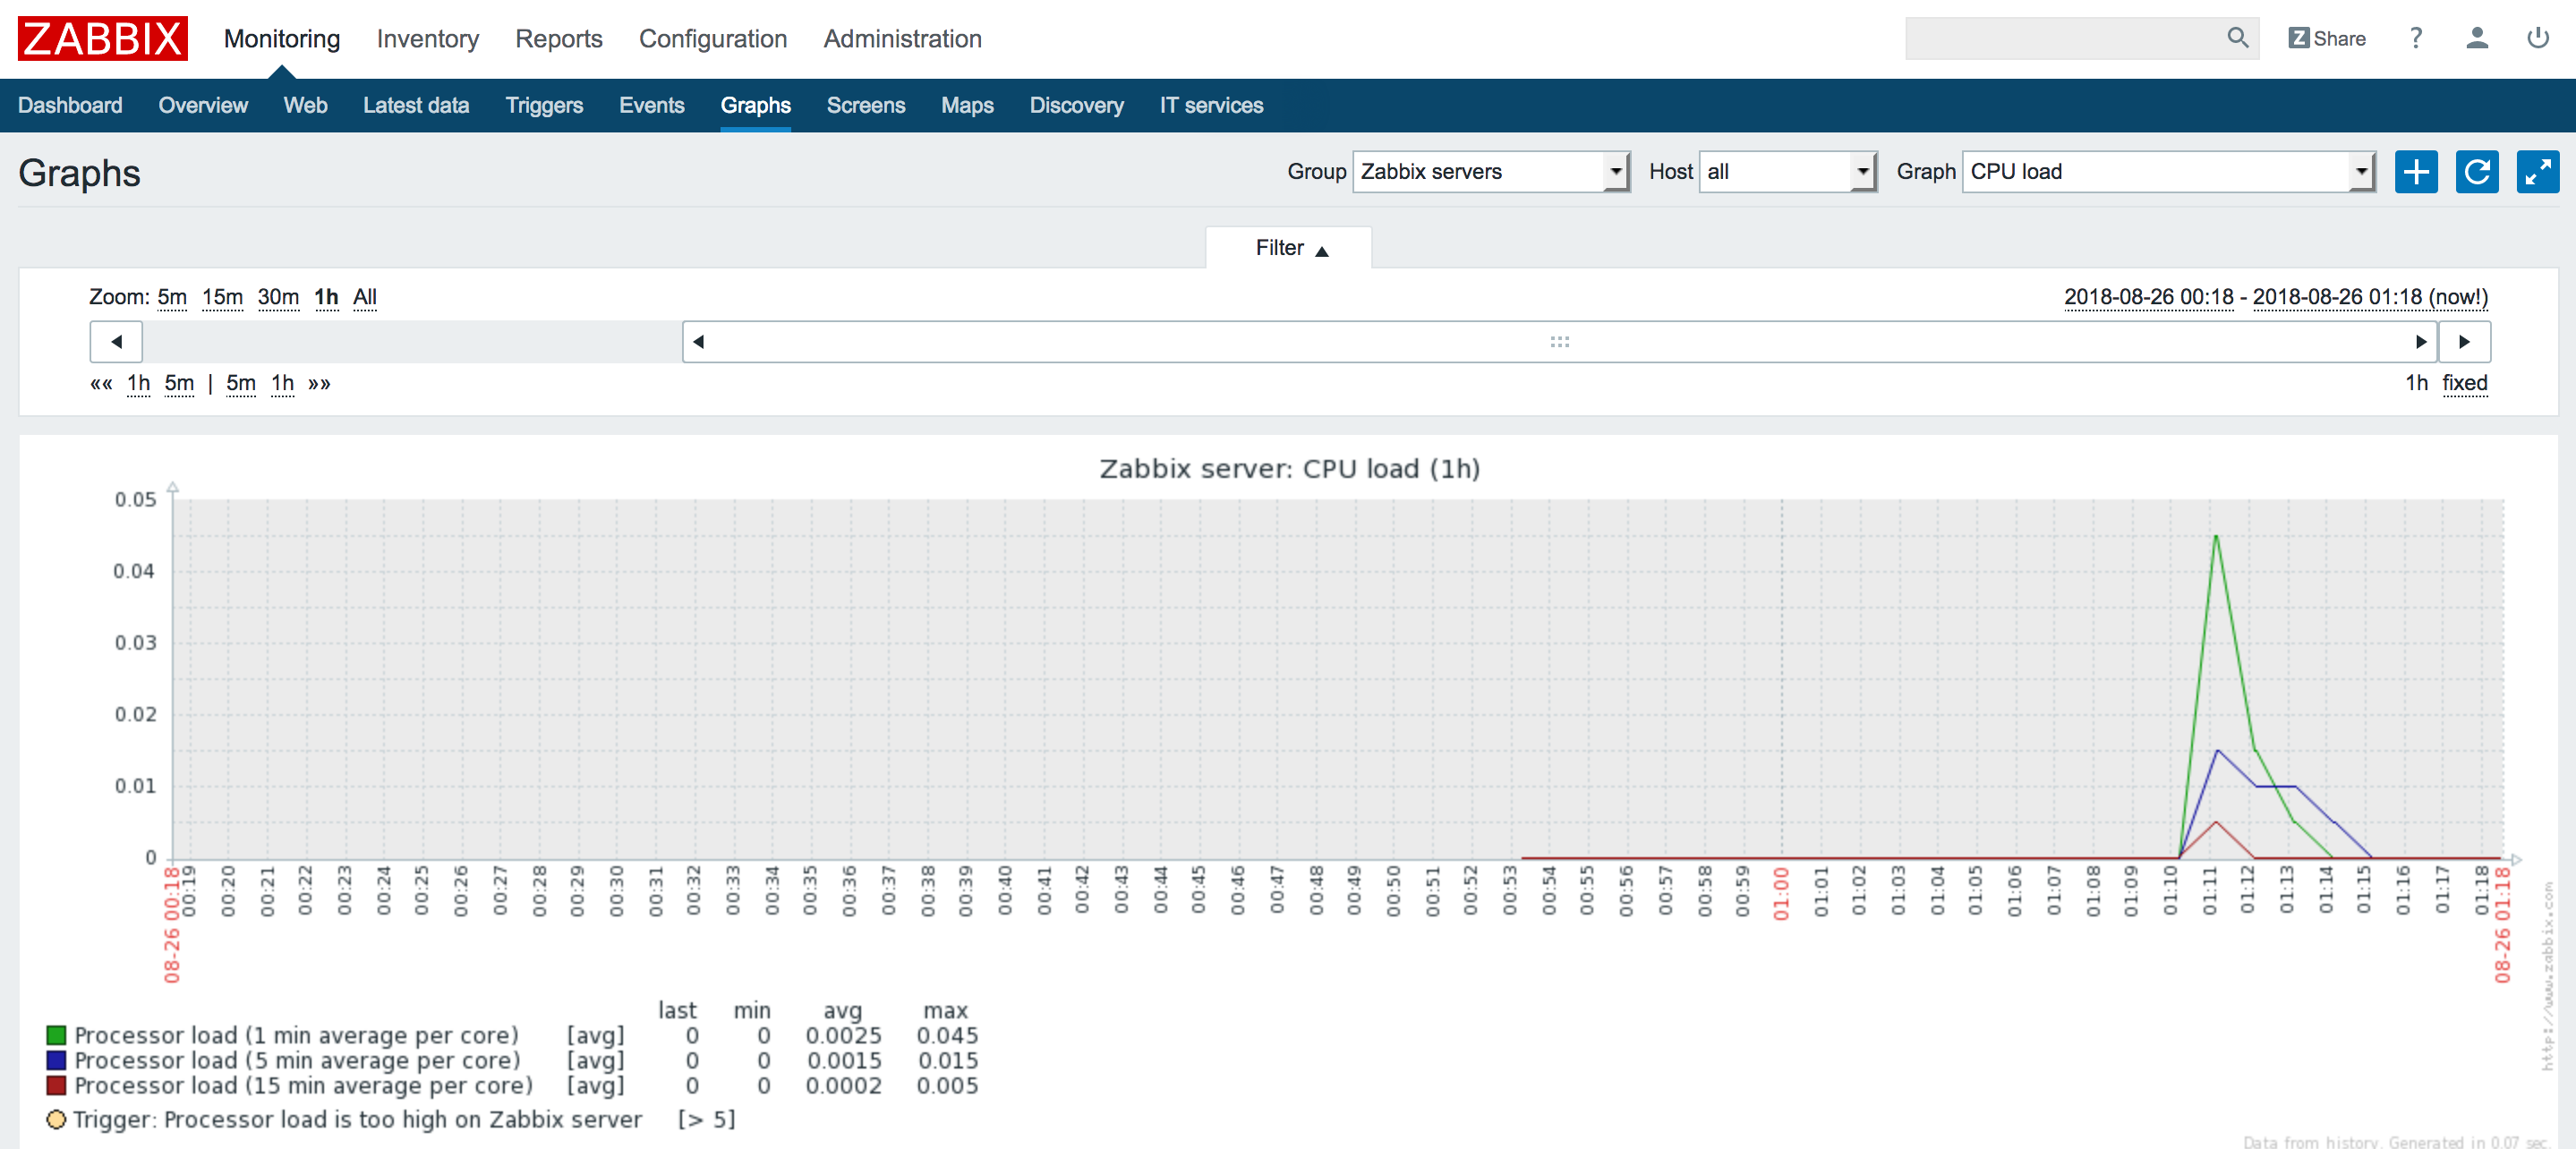 ZABBIX Monitoring Inventory Reports Configuration Administration Z Share ?
Dashboard Overview Web Latest data Triggers Events Graphs Screens Maps Discovery IT services
Graphs Group Zabbix servers Host all Graph CPU load
Filter ▲
Zoom: 5m 15m 30m 1h All 2018-08-26 00:18 - 2018-08-26 01:18 (now!)
«« 1h 5m | 5m 1h »» 1h fixed
Zabbix server: CPU load (1h)
0.05
0.04
0.03
0.02
0.01
0
08-26 00:18 00:19 00:20 00:21 00:22 00:23 00:24 00:25 00:26 00:27 00:28 00:29 00:30 00:31 00:32 00:33 00:34 00:35 00:36 00:37 00:38 00:39 00:40 00:41 00:42 00:43 00:44 00:45 00:46 00:47 00:48 00:49 00:50 00:51 00:52 00:53 00:54 00:55 00:56 00:57 00:58 00:59 01:00 01:01 01:02 01:03 01:04 01:05 01:06 01:07 01:08 01:09 01:10 01:11 01:12 01:13 01:14 01:15 01:16 01:17 01:18 08-26 01:18
http://www.zabbix.com
last min avg max
Processor load (1 min average per core) [avg] 0 0 0.0025 0.045
Processor load (5 min average per core) [avg] 0 0 0.0015 0.015
Processor load (15 min average per core) [avg] 0 0 0.0002 0.005
Trigger: Processor load is too high on Zabbix server [> 5]
Data from history. Generated in 0.07 sec.